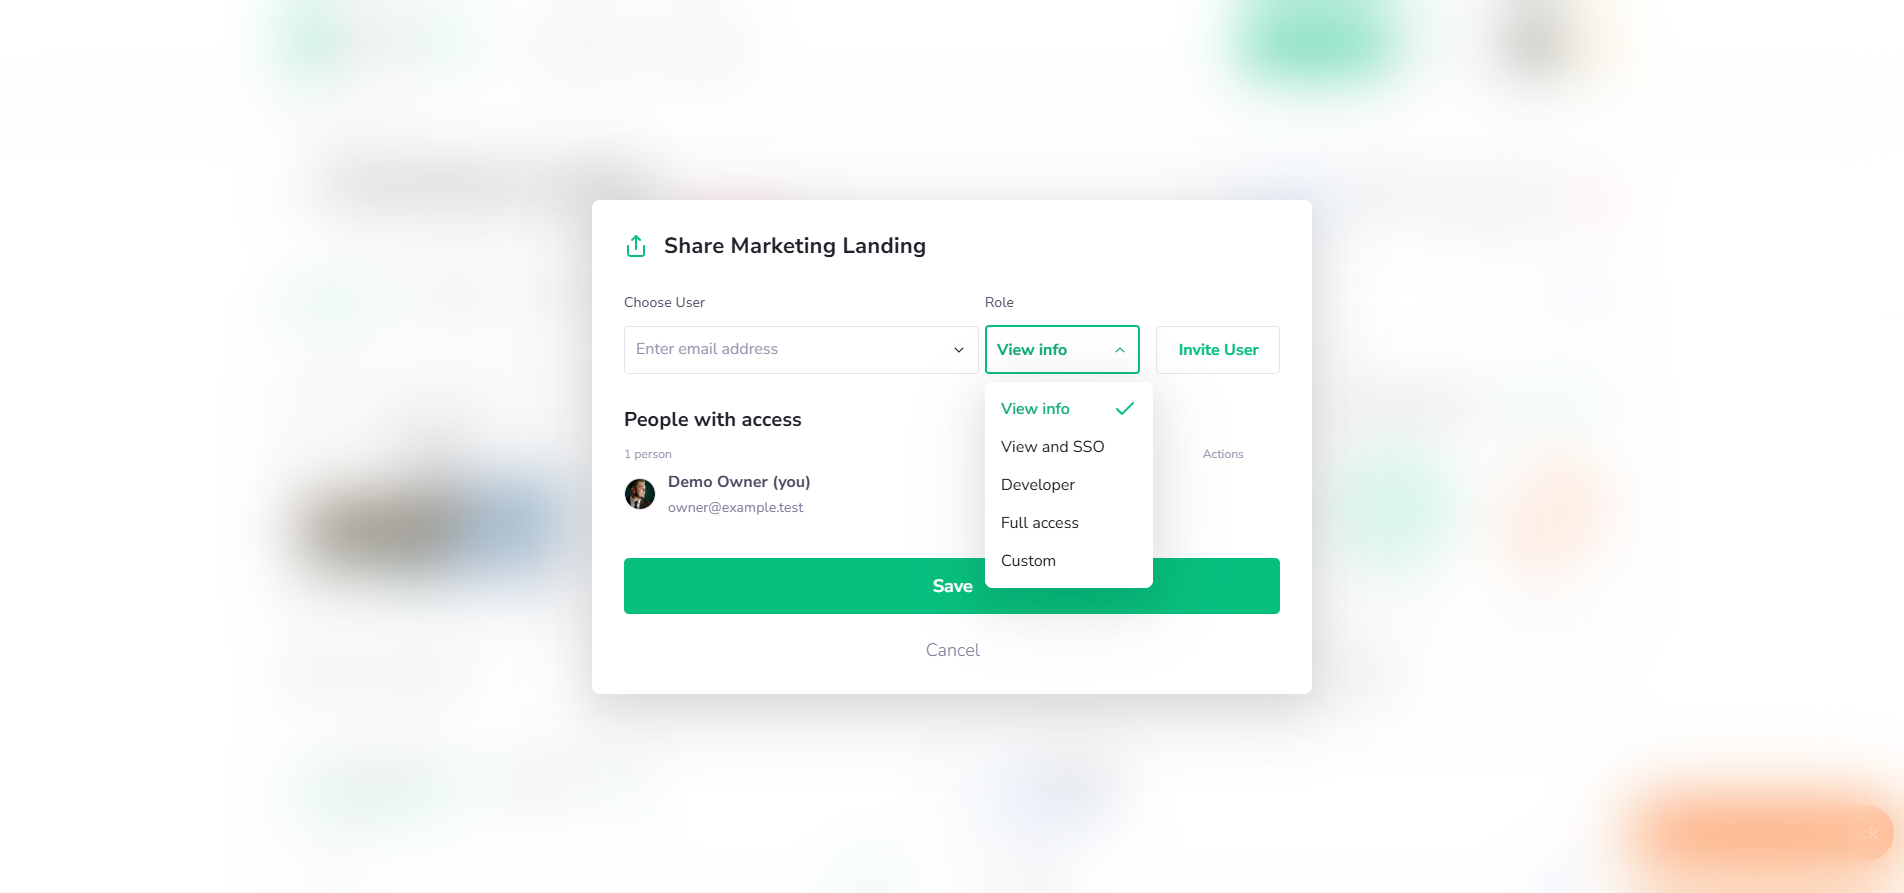 Share Marketing Landing
Choose User
Role
Enter email address
View info
Invite User
View info
View and SSO
Developer
Full access
Custom
People with access
1 person
Actions
Demo Owner (you)
owner@example.test
Save
Cancel